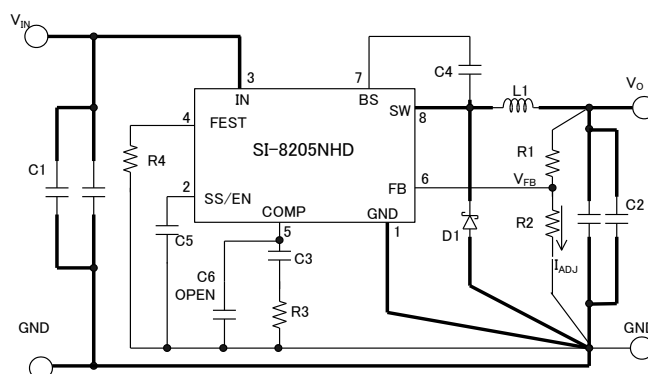 VIN
3
7
C4
L1
VO
IN
BS
SW
8
4
FEST
SI-8205NHD
R1
C1
R4
2
SS/EN
FB
6
VFB
C2
COMP
GND
R2
C5
5
1
D1
IADJ
C6
C3
OPEN
R3
GND
GND